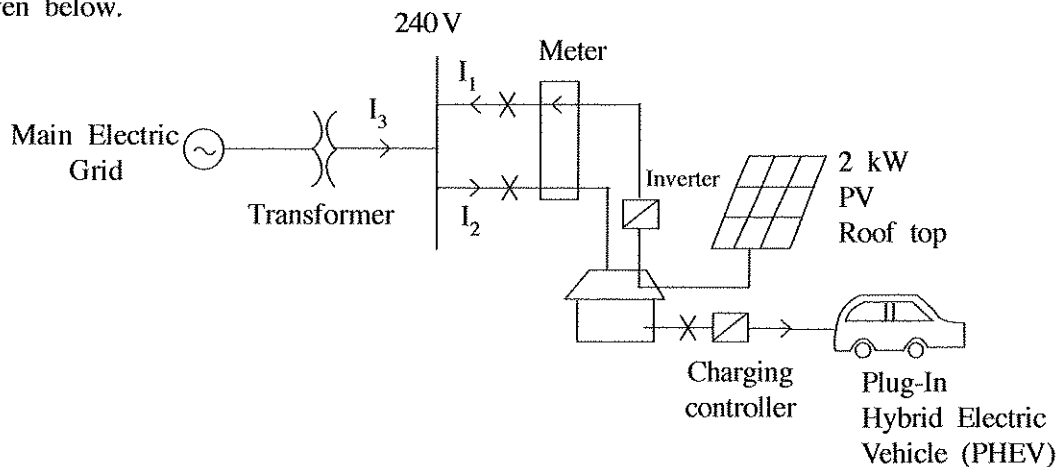 ven below.
240 V
Meter
I₁
I₃
Main Electric
Grid
Transformer
I₂
Inverter
2 kW
PV
Roof top
Charging
controller
Plug-In
Hybrid Electric
Vehicle (PHEV)